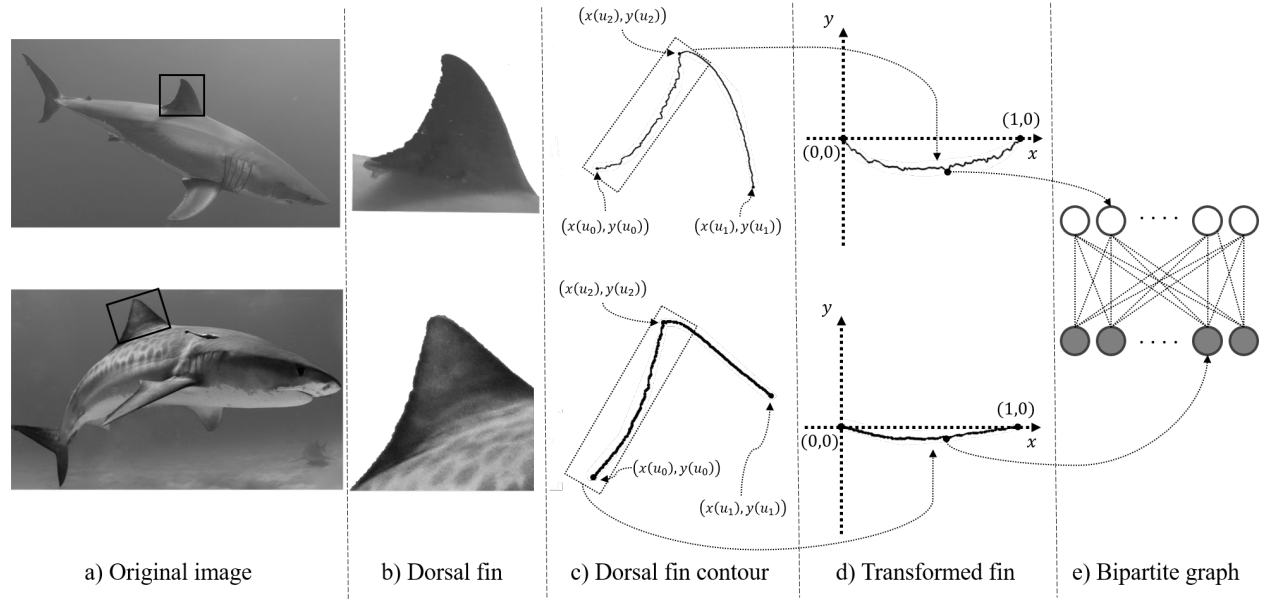 (x(u₂), y(u₂))
(x(u₀), y(u₀))
(x(u₁), y(u₁))
y
(1,0)
(0,0)
x
. . . .
(x(u₂), y(u₂))
(x(u₀), y(u₀))
(x(u₁), y(u₁))
y
(1,0)
(0,0)
x
. . . .
a) Original image
b) Dorsal fin
c) Dorsal fin contour
d) Transformed fin
e) Bipartite graph